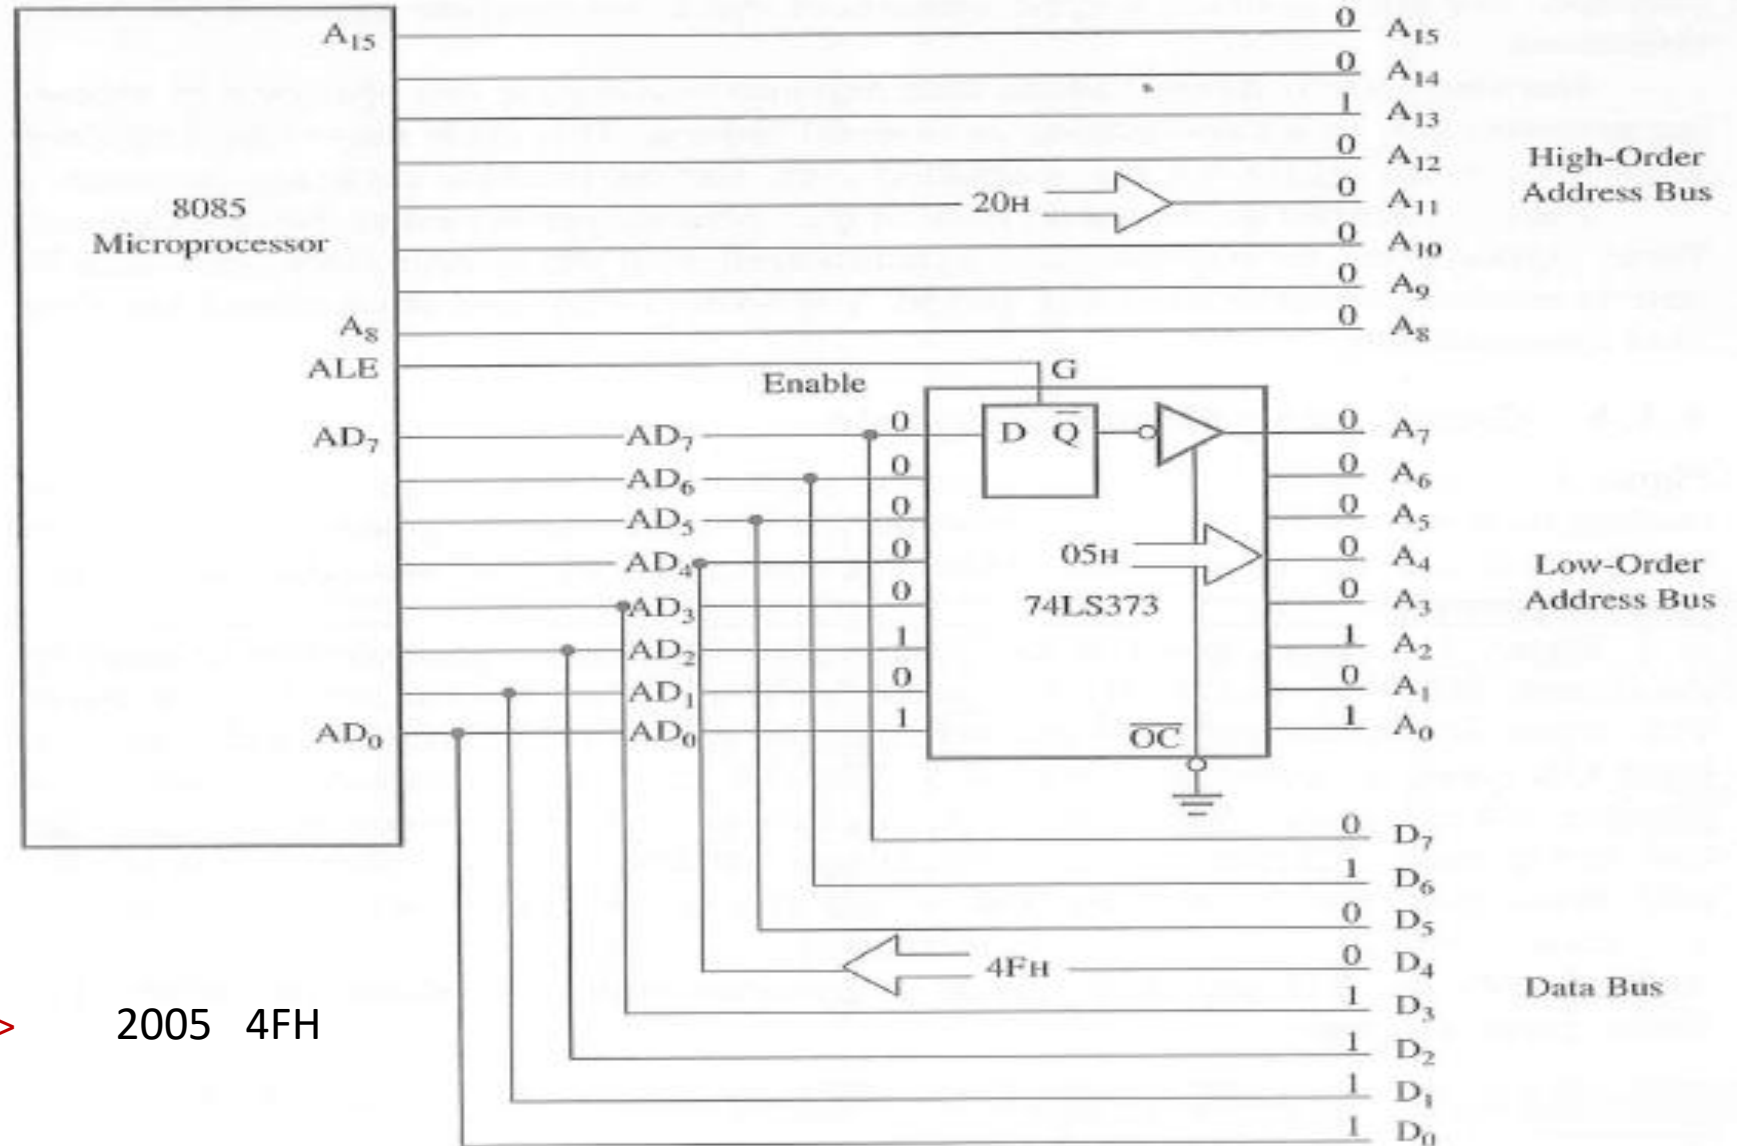 A₁₅ 0 A₁₅
0 A₁₄
1 A₁₃
0 A₁₂ High-Order
8085 20H 0 A₁₁ Address Bus
Microprocessor 0 A₁₀
0 A₉
A₈ 0 A₈
ALE G
Enable
AD₇ AD₇ 0 D Q̅ 0 A₇
AD₆ 0 0 A₆
AD₅ 0 0 A₅
AD₄ 0 05H 0 A₄ Low-Order
AD₃ 0 74LS373 0 A₃ Address Bus
AD₂ 1 1 A₂
AD₁ 0 0 A₁
AD₀ AD₀ 1 O̅C̅ 1 A₀
0 D₇
1 D₆
0 D₅
4FH 0 D₄
1 D₃ Data Bus
> 2005 4FH
1 D₂
1 D₁
1 D₀